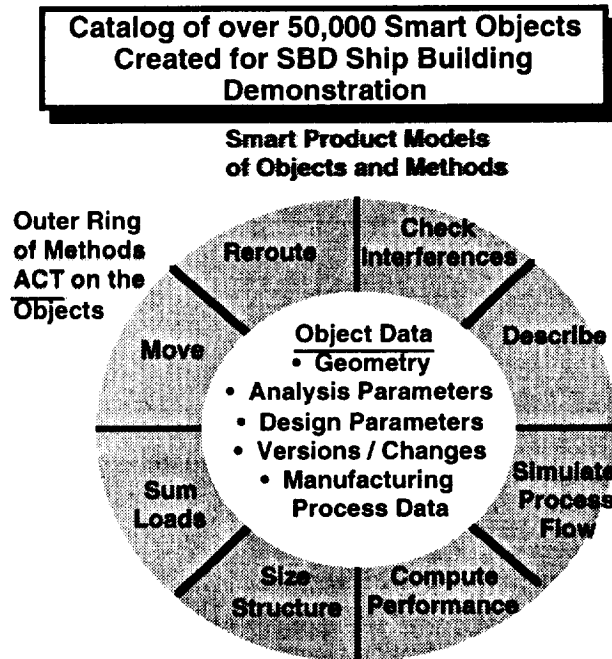 Catalog of over 50,000 Smart Objects
Created for SBD Ship Building
Demonstration
Smart Product Models
of Objects and Methods
Outer Ring
of Methods
ACT on the
Objects
Reroute
Check
Interferences
Move
Describe
Object Data
• Geometry
• Analysis Parameters
• Design Parameters
• Versions / Changes
• Manufacturing
Process Data
Sum
Loads
Simulate
Process
Flow
Size
Structure
Compute
Performance